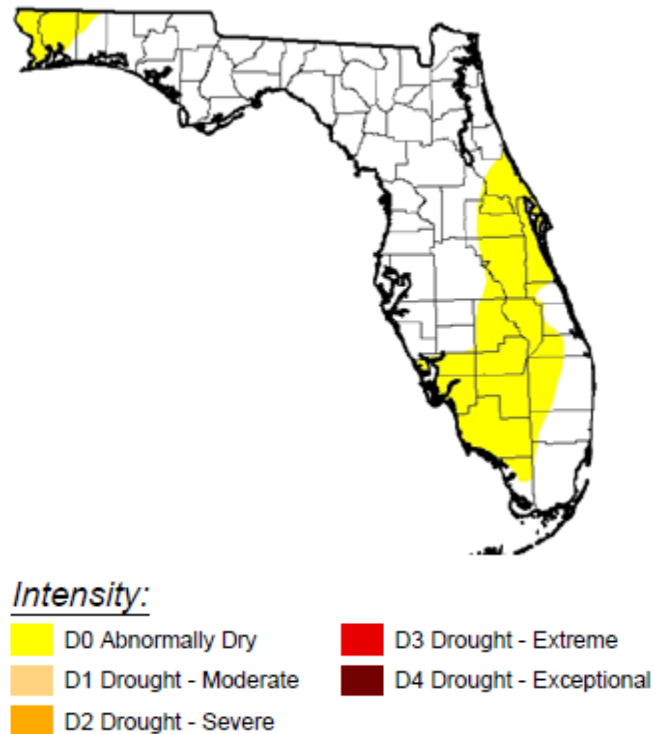 Intensity:
D0 Abnormally Dry
D1 Drought - Moderate
D2 Drought - Severe
D3 Drought - Extreme
D4 Drought - Exceptional